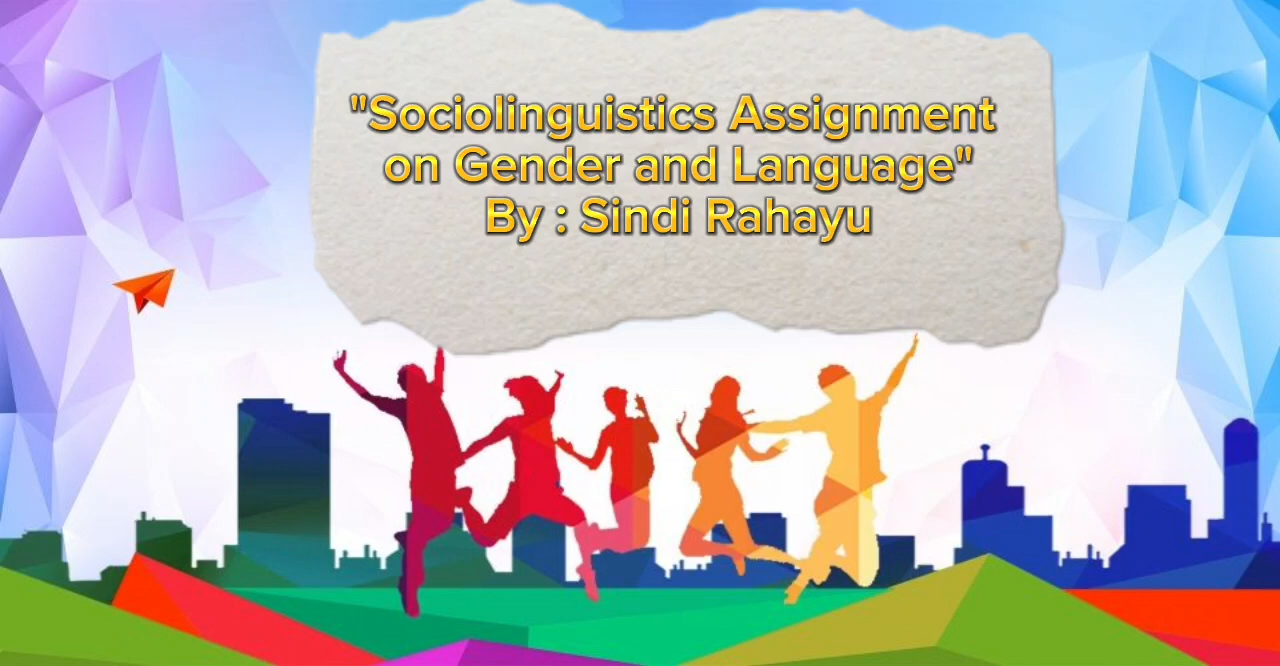 "Sociolinguistics Assignment
on Gender and Language"
By : Sindi Rahayu